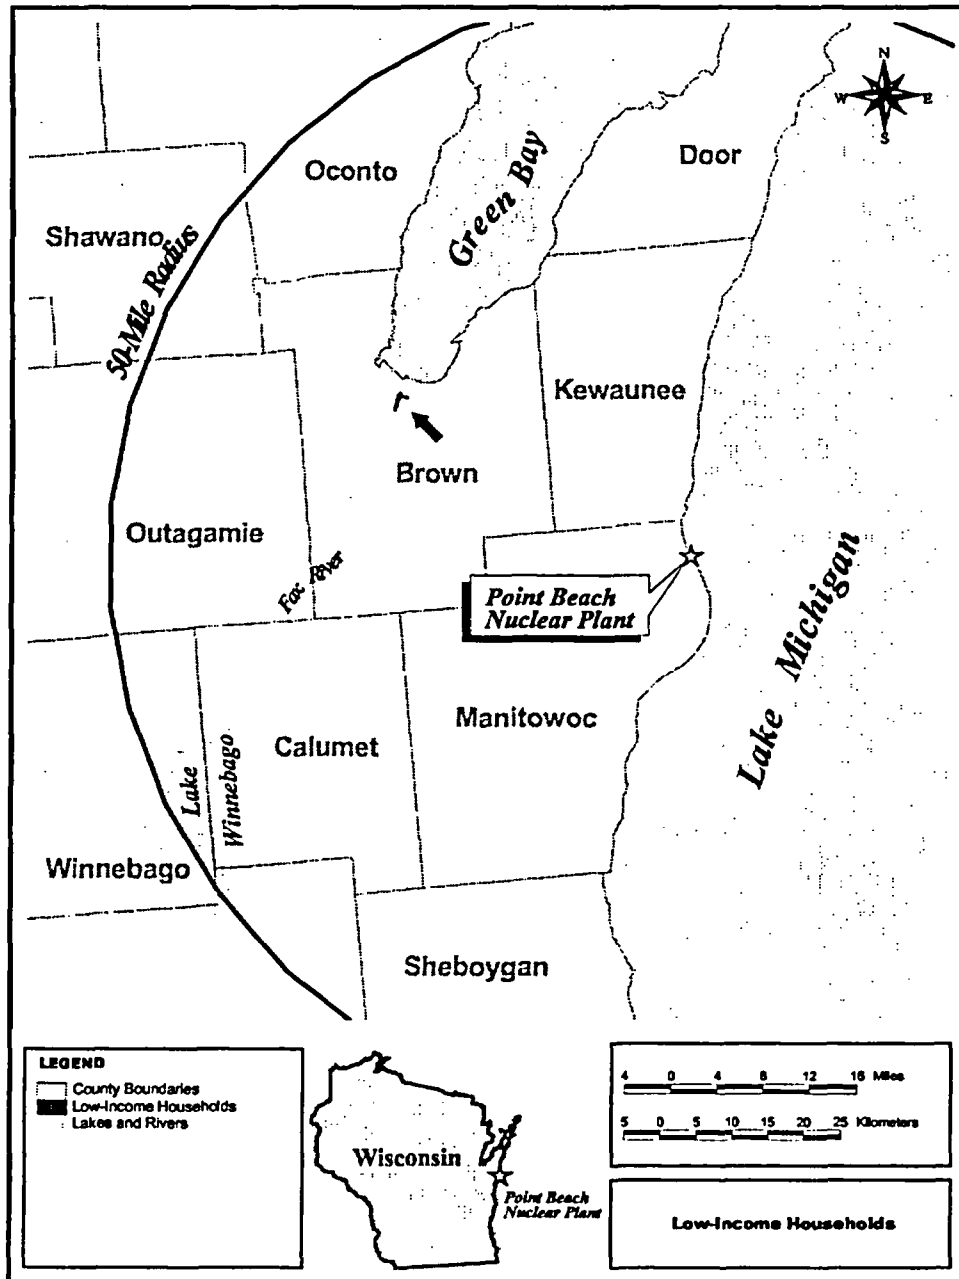 N
W E
S
Oconto
Door
Green Bay
Shawano
50-Mile Radius
Kewaunee
Brown
Outagamie
Fox River
Point Beach
Nuclear Plant
Lake Michigan
Manitowoc
Calumet
Lake
Winnebago
Winnebago
Sheboygan
LEGEND
County Boundaries
Low-Income Households
Lakes and Rivers
Wisconsin
Point Beach
Nuclear Plant
4 0 4 8 12 16 Miles
5 0 5 10 15 20 25 Kilometers
Low-Income Households